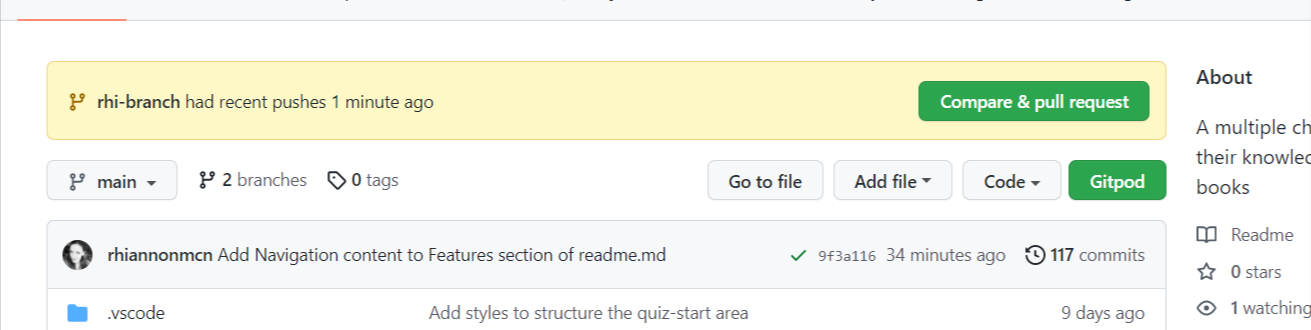 rhi-branch had recent pushes 1 minute ago
Compare & pull request
About
A multiple
their
books
main
2 branches
0 tags
Go to file
Add file
Code
Gitpod
rhiannonmcn Add Navigation content to Features section of readme.md
9f3a116 34 minutes ago
117 commits
Readme
0 stars
1 watching
.vscode
Add styles to structure the quiz-start area
9 days ago